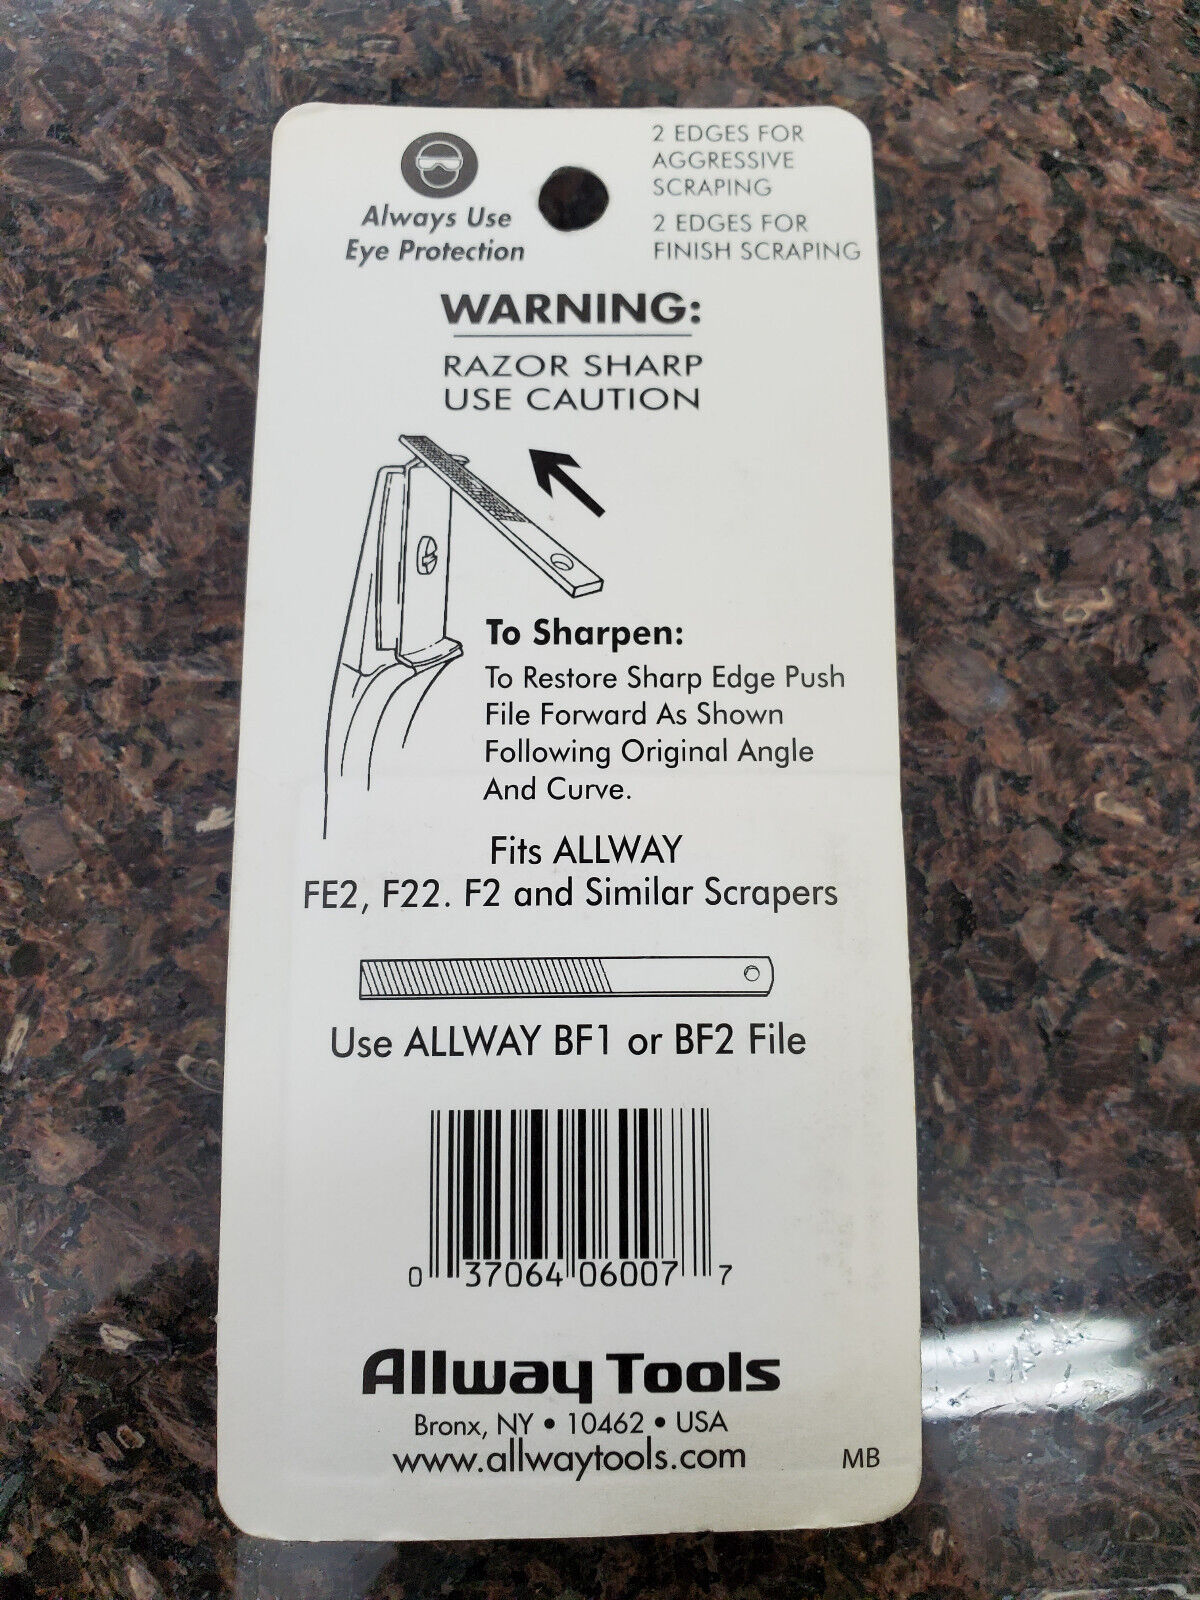 Always Use
Eye Protection
2 EDGES FOR
AGGRESSIVE
SCRAPING
2 EDGES FOR
FINISH SCRAPING
WARNING:
RAZOR SHARP
USE CAUTION
To Sharpen:
To Restore Sharp Edge Push
File Forward As Shown
Following Original Angle
And Curve.
Fits ALLWAY
FE2, F22. F2 and Similar Scrapers
Use ALLWAY BF1 or BF2 File
0 37064 06007 7
Allway Tools
Bronx, NY • 10462 • USA
www.allwaytools.com
MB